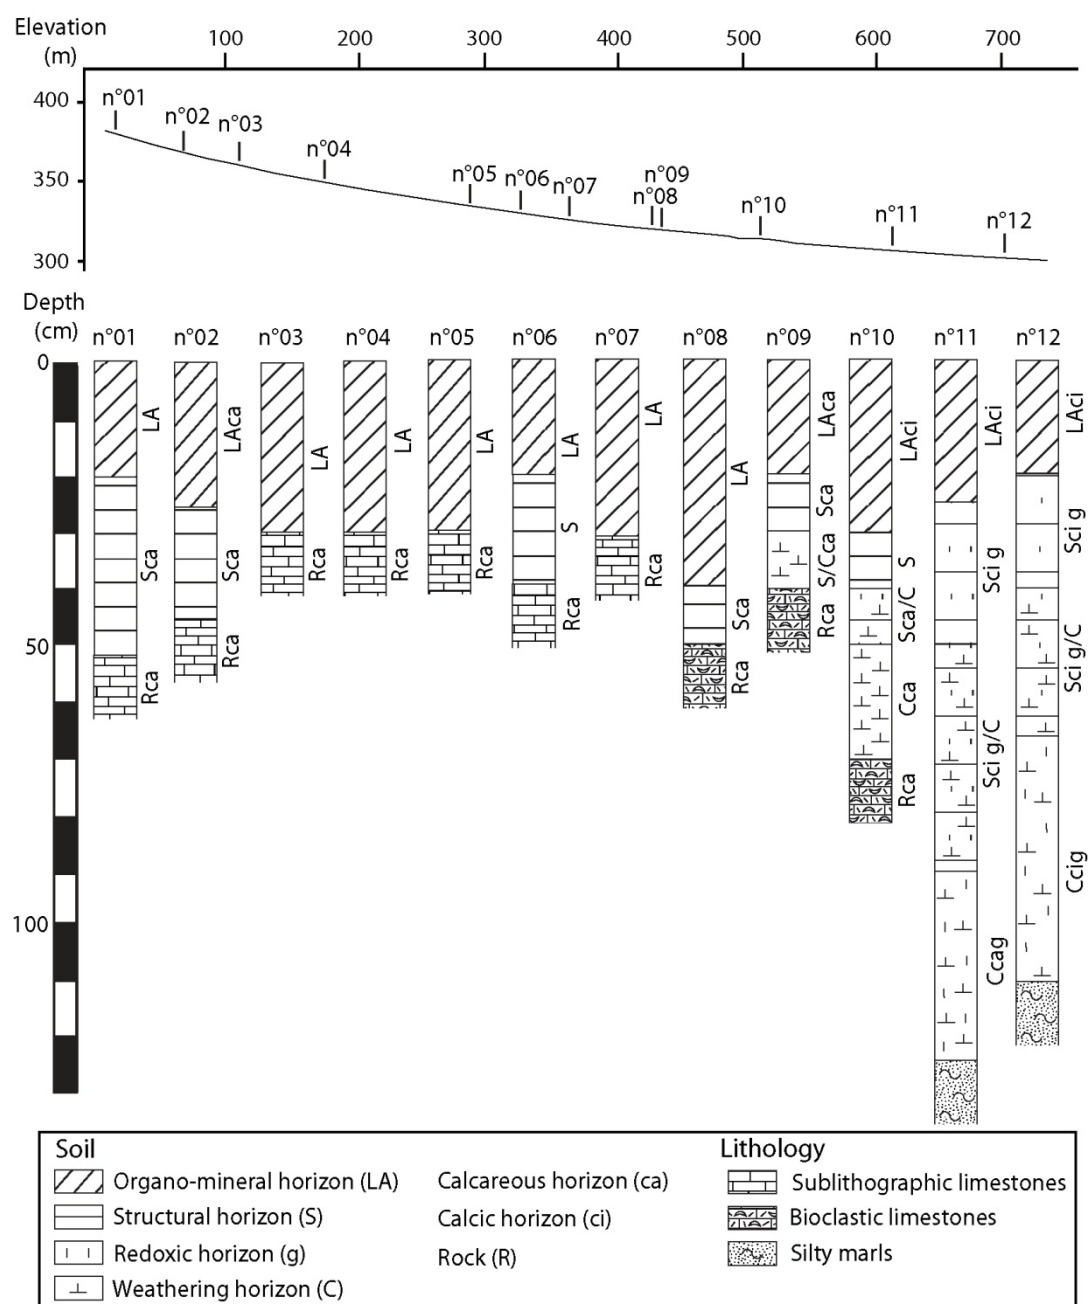 Elevation
(m)
100 200 300 400 500 600 700
400
350
300
n°01
n°02
n°03
n°04
n°05
n°06
n°07
n°08
n°09
n°10
n°11
n°12
Depth
(cm)
n°01 n°02 n°03 n°04 n°05 n°06 n°07 n°08 n°09 n°10 n°11 n°12
0
50
100
LA
Sca
Rca
LAca
Sca
Rca
LA
Rca
LA
Rca
LA
Rca
LA
S
Rca
LA
Rca
LA
Sca
Rca
LAca
Sca
S/Cca
Rca
LAci
S
Sca/C
Cca
Rca
LAci
Sci g
Sci g/C
Ccag
LAci
Sci g
Sci g/C
Ccig
Soil
Organo-mineral horizon (LA)
Structural horizon (S)
Redoxic horizon (g)
Weathering horizon (C)
Calcareous horizon (ca)
Calcic horizon (ci)
Rock (R)
Lithology
Sublithographic limestones
Bioclastic limestones
Silty marls